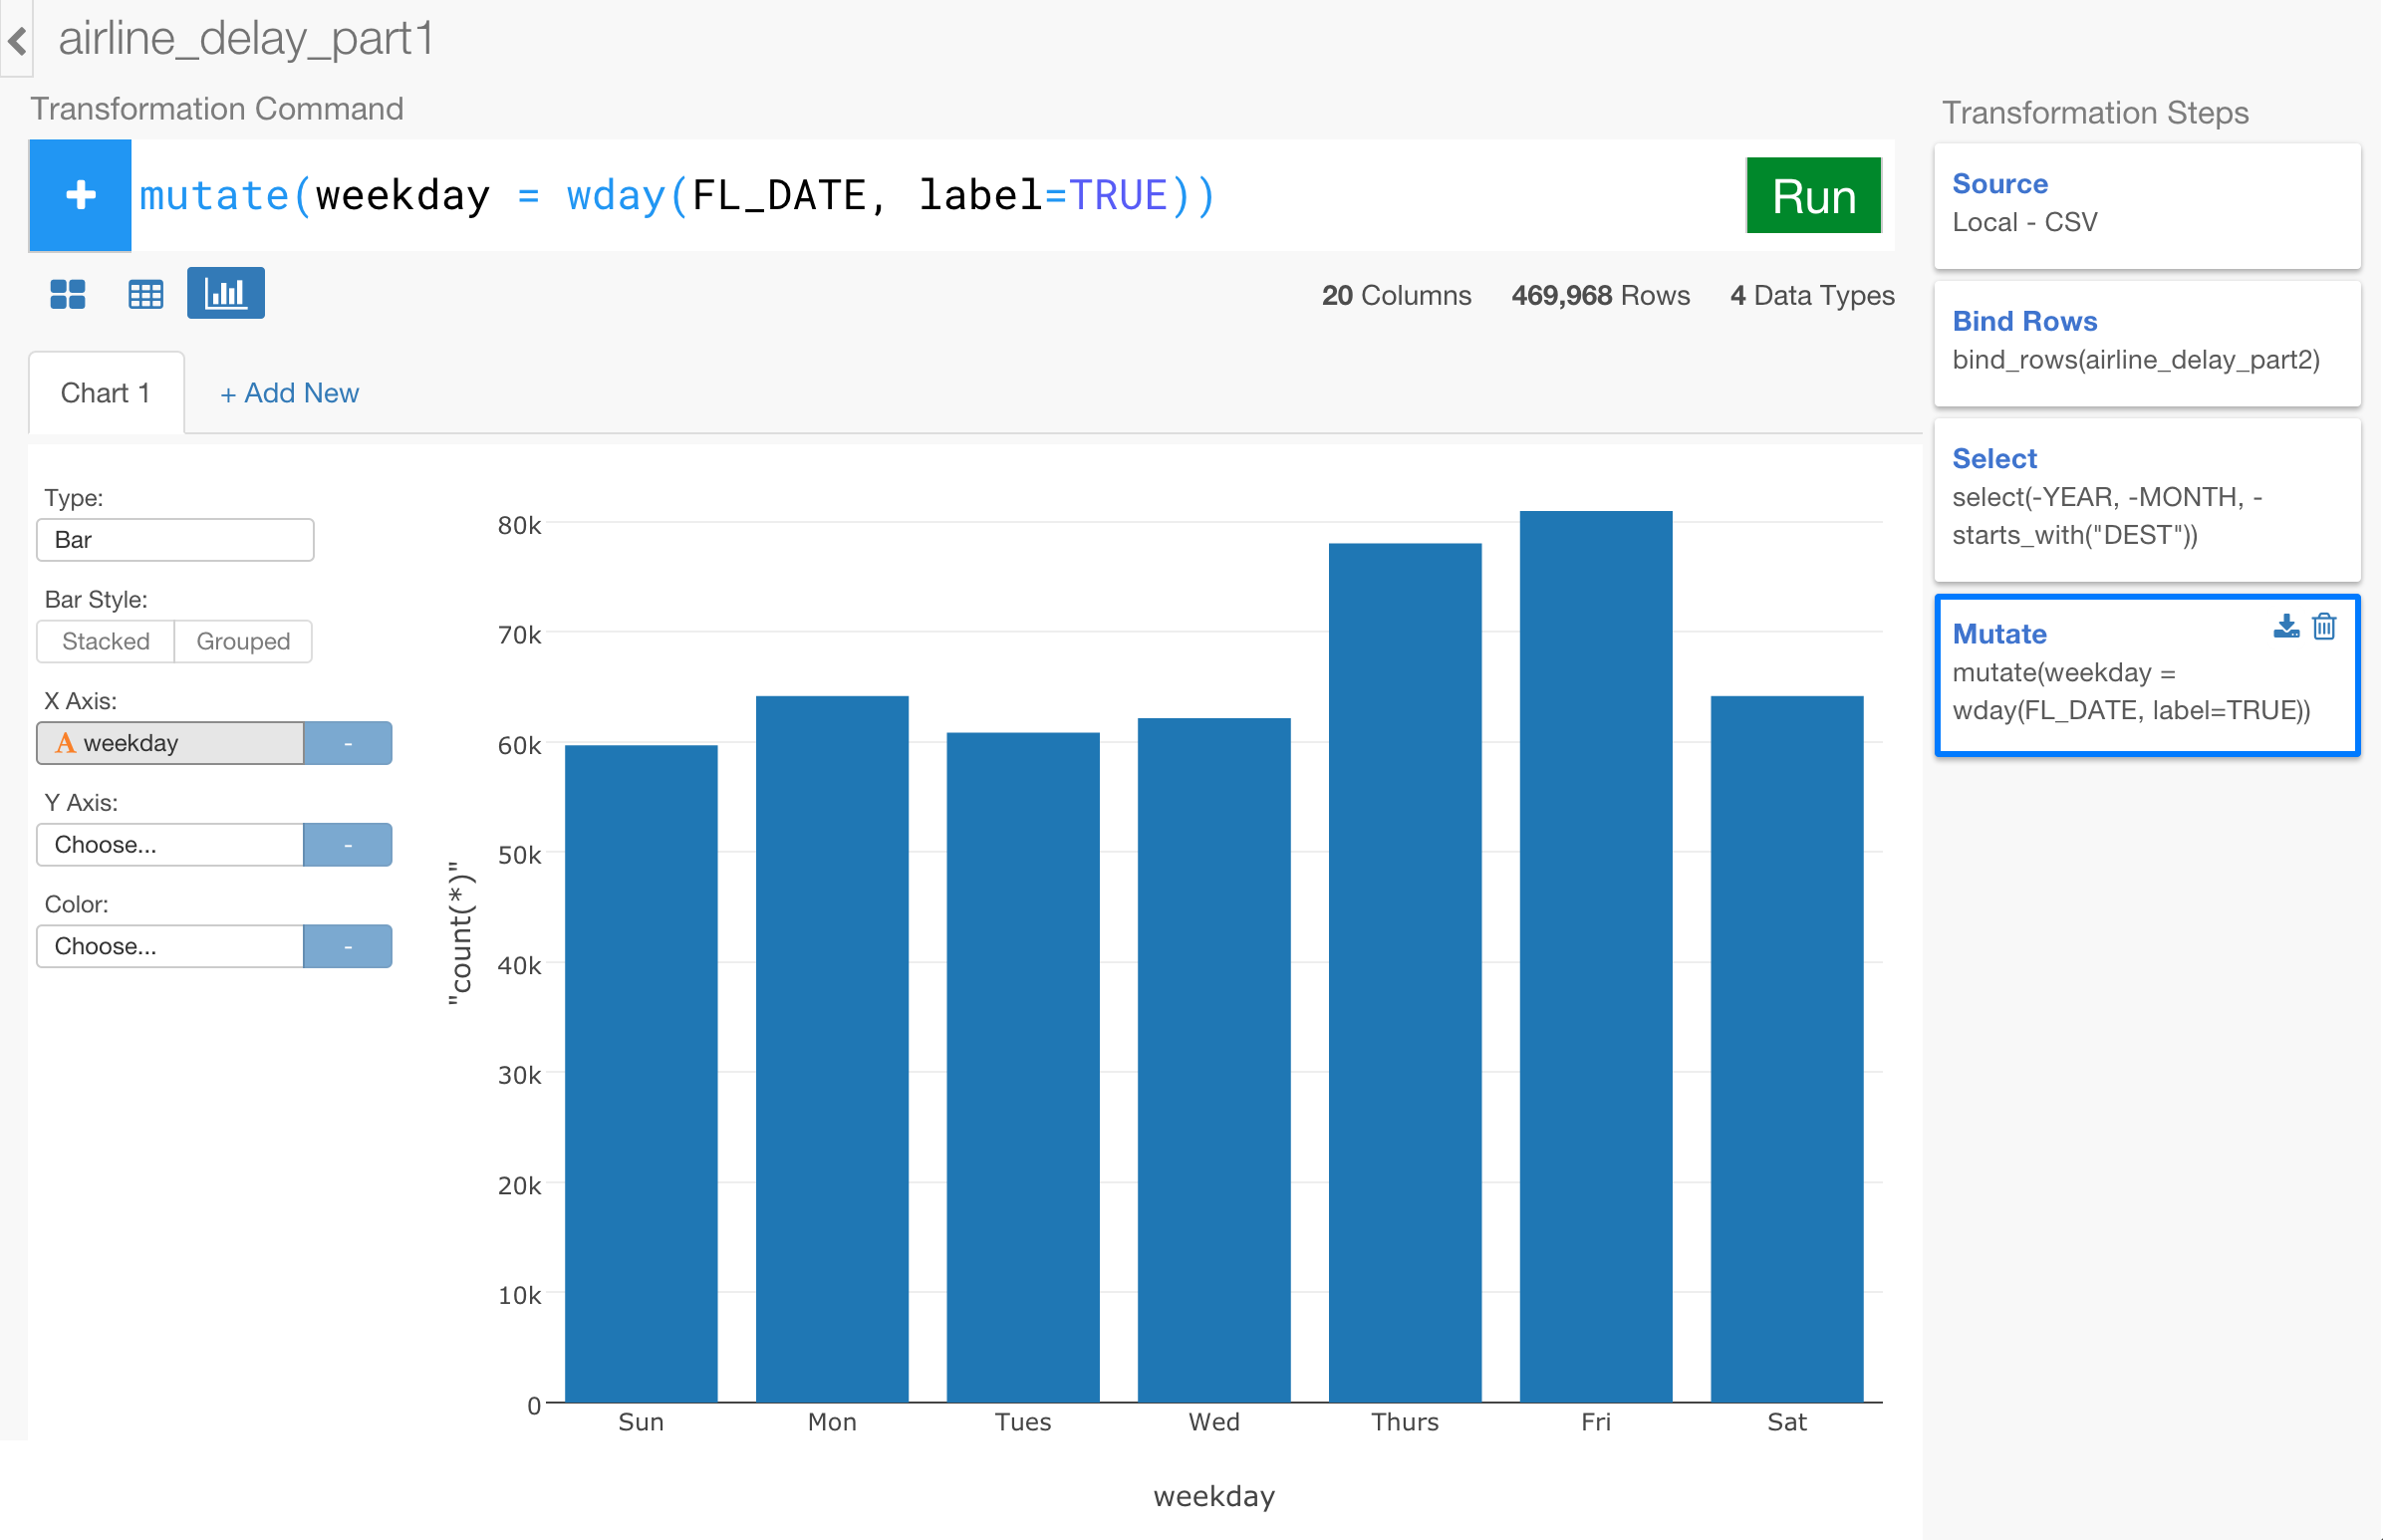 airline_delay_part1
Transformation Command
+ mutate(weekday = wday(FL_DATE, label=TRUE))
Run
20 Columns 469,968 Rows 4 Data Types
Chart 1
+ Add New
Type:
Bar
Bar Style:
Stacked Grouped
X Axis:
A weekday -
Y Axis:
Choose... -
Color:
Choose... -
"count(*)"
80k
70k
60k
50k
40k
30k
20k
10k
0
Sun Mon Tues Wed Thurs Fri Sat
weekday
Transformation Steps
Source
Local - CSV
Bind Rows
bind_rows(airline_delay_part2)
Select
select(-YEAR, -MONTH, -
starts_with("DEST"))
Mutate
mutate(weekday =
wday(FL_DATE, label=TRUE))